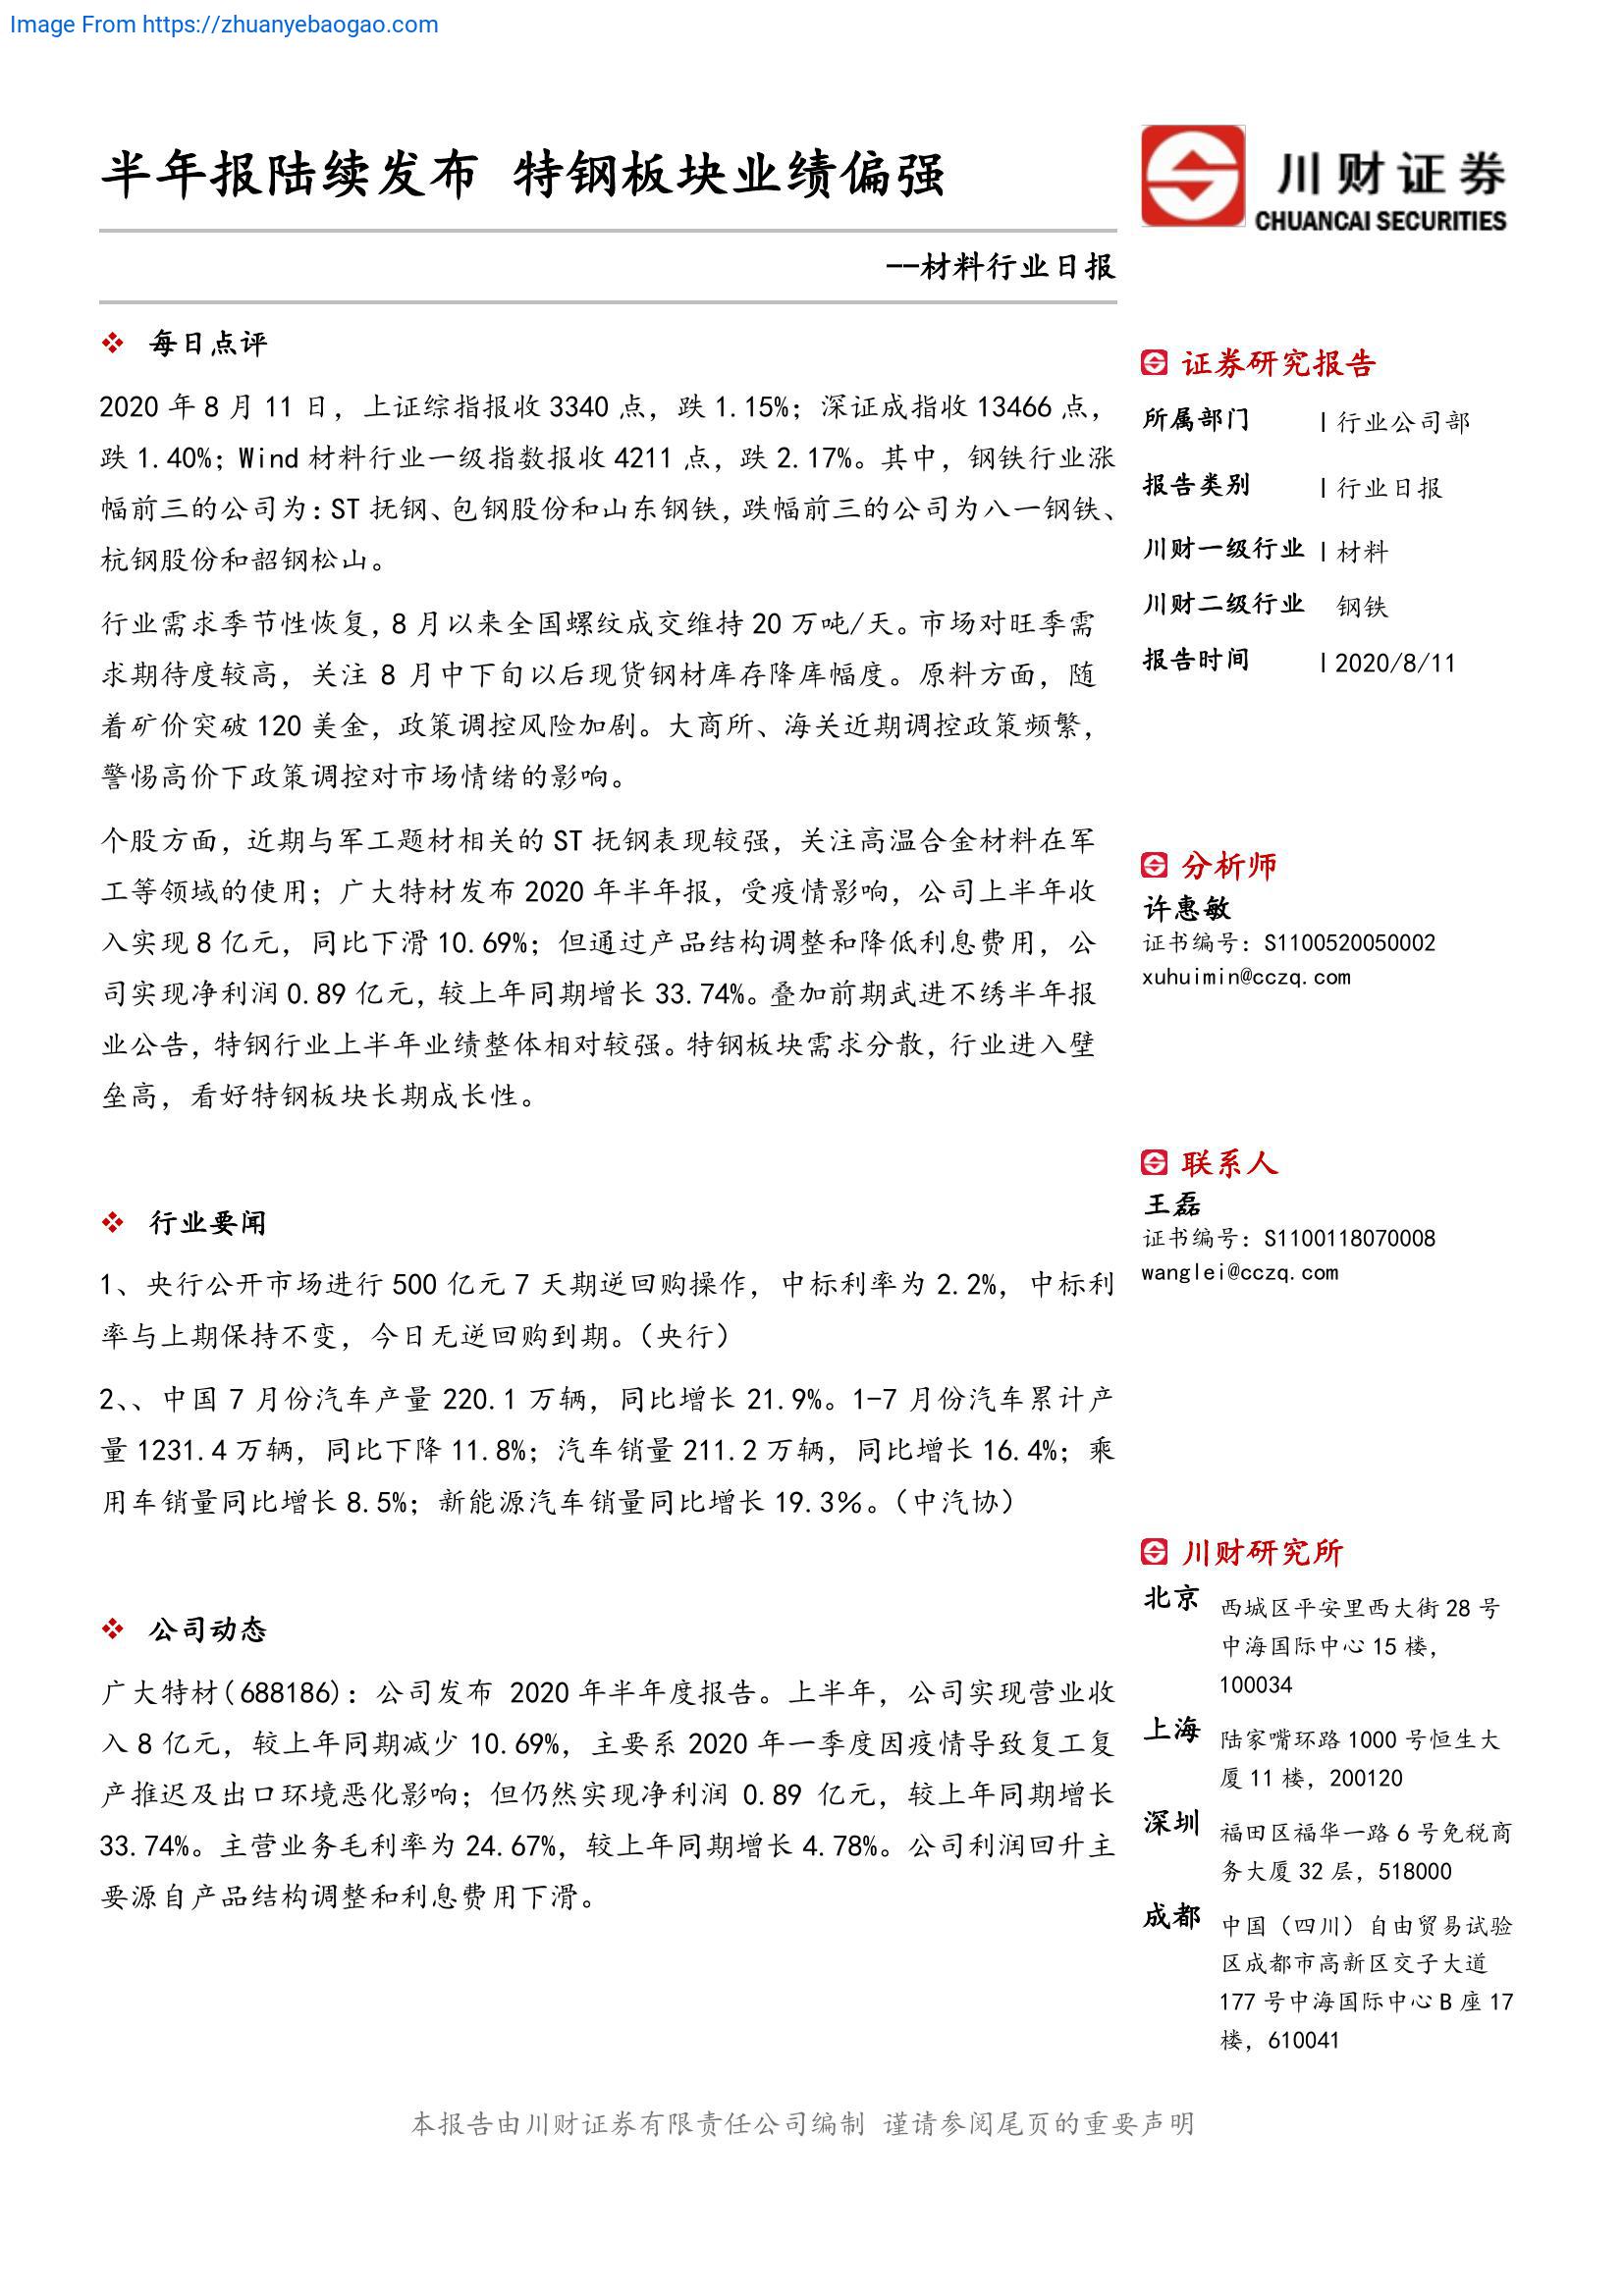 Image From https://zhuanyebaogao.com
半年报陆续发布 特钢板块业绩偏强
川财证券
CHUANCAI SECURITIES
--材料行业日报
每日点评
2020 年 8 月 11 日，上证综指报收 3340 点，跌 1.15%；深证成指收 13466 点，
跌 1.40%；Wind 材料行业一级指数报收 4211 点，跌 2.17%。其中，钢铁行业涨
幅前三的公司为：ST 抚钢、包钢股份和山东钢铁，跌幅前三的公司为八一钢铁、
杭钢股份和韶钢松山。
行业需求季节性恢复，8 月以来全国螺纹成交维持 20 万吨/天。市场对旺季需
求期待度较高，关注 8 月中下旬以后现货钢材库存降库幅度。原料方面，随
着矿价突破 120 美金，政策调控风险加剧。大商所、海关近期调控政策频繁，
警惕高价下政策调控对市场情绪的影响。
个股方面，近期与军工题材相关的 ST 抚钢表现较强，关注高温合金材料在军
工等领域的使用；广大特材发布 2020 年半年报，受疫情影响，公司上半年收
入实现 8 亿元，同比下滑 10.69%；但通过产品结构调整和降低利息费用，公
司实现净利润 0.89 亿元，较上年同期增长 33.74%。叠加前期武进不锈半年报
业公告，特钢行业上半年业绩整体相对较强。特钢板块需求分散，行业进入壁
垒高，看好特钢板块长期成长性。
行业要闻
1、央行公开市场进行 500 亿元 7 天期逆回购操作，中标利率为 2.2%，中标利
率与上期保持不变，今日无逆回购到期。（央行）
2、、中国 7 月份汽车产量 220.1 万辆，同比增长 21.9%。1-7 月份汽车累计产
量 1231.4 万辆，同比下降 11.8%；汽车销量 211.2 万辆，同比增长 16.4%；乘
用车销量同比增长 8.5%；新能源汽车销量同比增长 19.3%。（中汽协）
公司动态
广大特材(688186)：公司发布 2020 年半年度报告。上半年，公司实现营业收
入 8 亿元，较上年同期减少 10.69%，主要系 2020 年一季度因疫情导致复工复
产推迟及出口环境恶化影响；但仍然实现净利润 0.89 亿元，较上年同期增长
33.74%。主营业务毛利率为 24.67%，较上年同期增长 4.78%。公司利润回升主
要源自产品结构调整和利息费用下滑。
证券研究报告
所属部门 | 行业公司部
报告类别 | 行业日报
川财一级行业 | 材料
川财二级行业 钢铁
报告时间 | 2020/8/11
分析师
许惠敏
证书编号：S1100520050002
xuhuimin@cczq.com
联系人
王磊
证书编号：S1100118070008
wanglei@cczq.com
川财研究所
北京 西城区平安里西大街 28 号
中海国际中心 15 楼，
100034
上海 陆家嘴环路 1000 号恒生大
厦 11 楼，200120
深圳 福田区福华一路 6 号免税商
务大厦 32 层，518000
成都 中国（四川）自由贸易试验
区成都市高新区交子大道
177 号中海国际中心 B 座 17
楼，610041
本报告由川财证券有限责任公司编制 谨请参阅尾页的重要声明